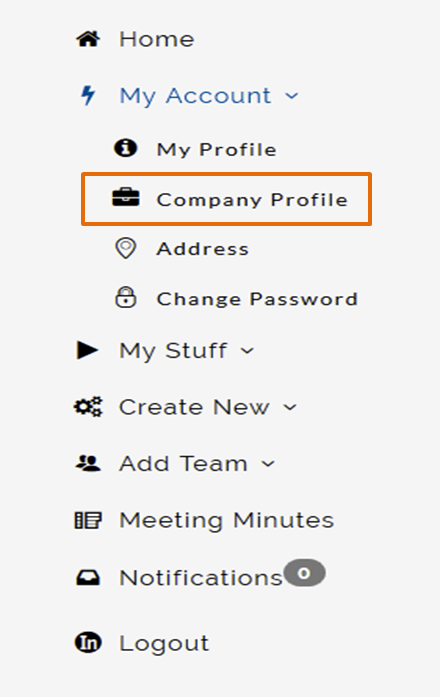 Home
My Account
My Profile
Company Profile
Address
Change Password
My Stuff
Create New
Add Team
Meeting Minutes
Notifications 0
in Logout